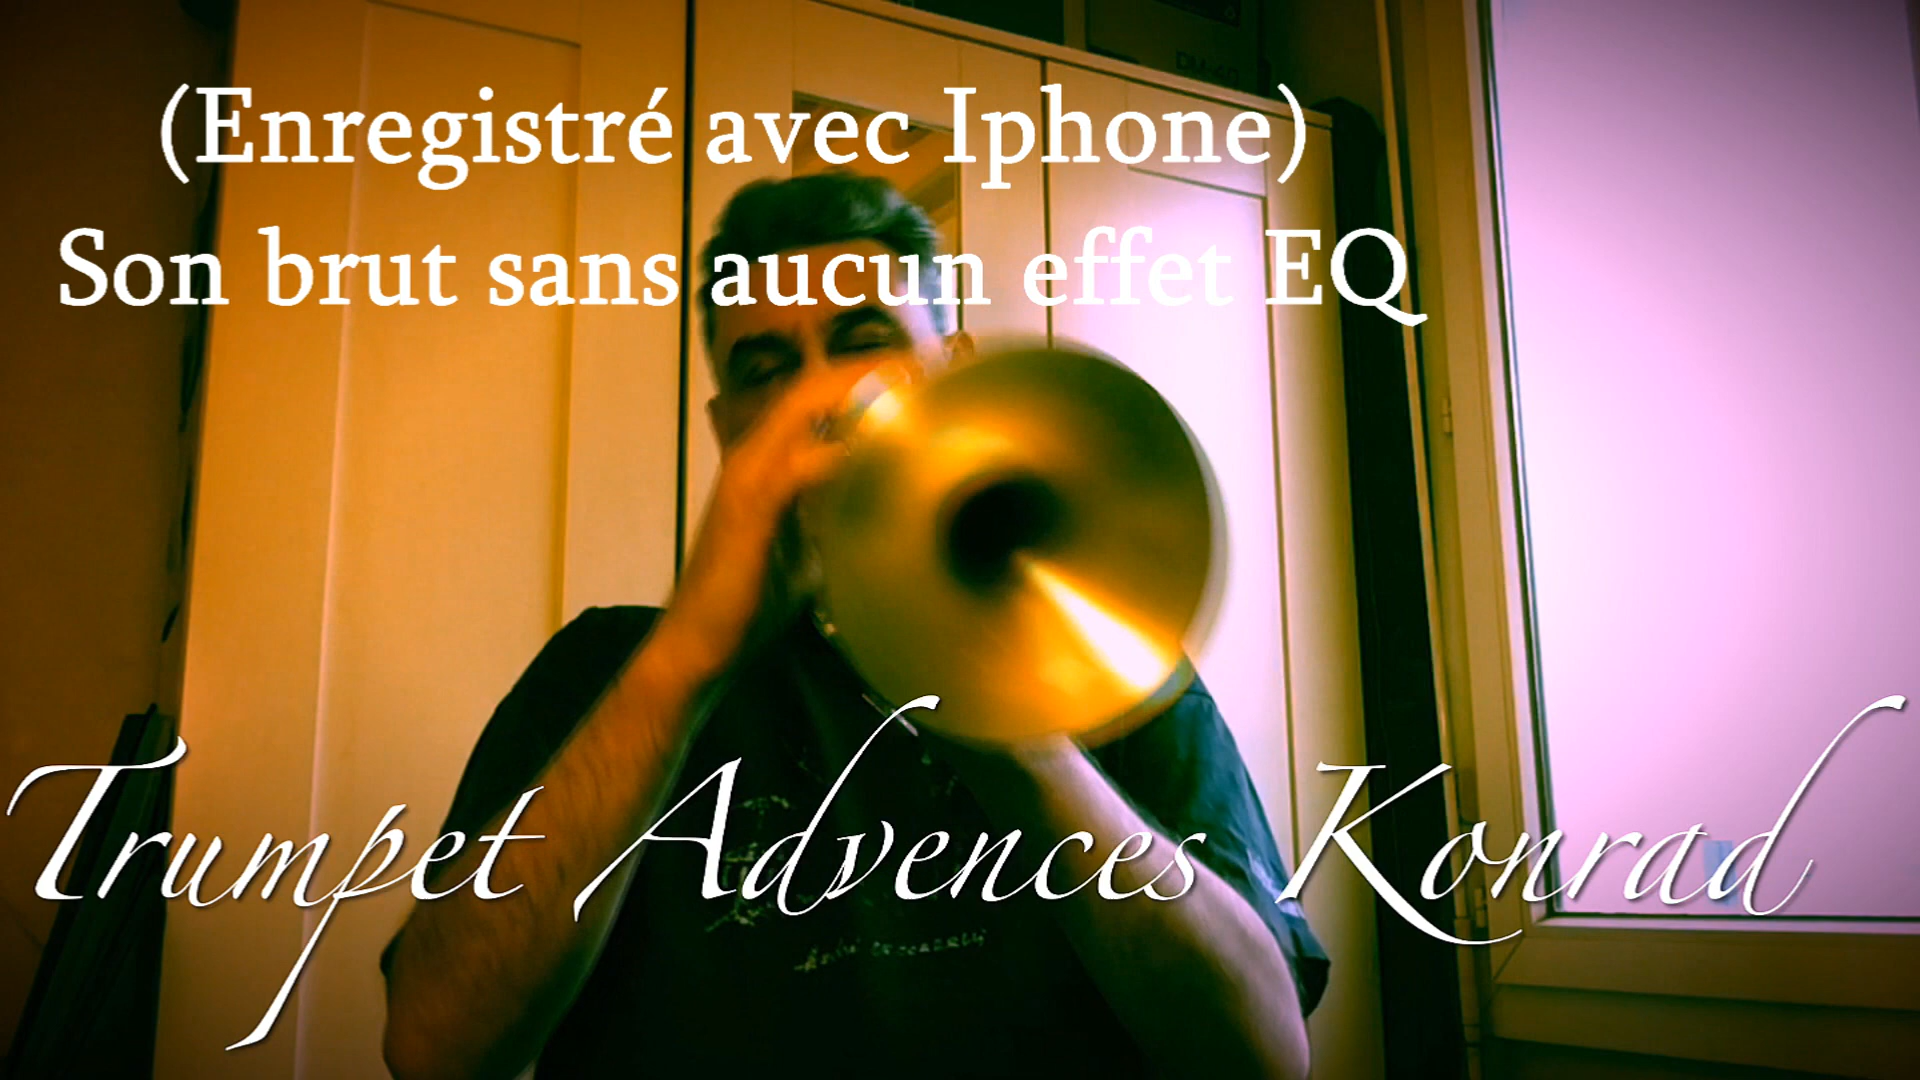 (Enregistré avec Iphone)
Son brut sans aucun effet EQ
Trumpet Advences Konrad